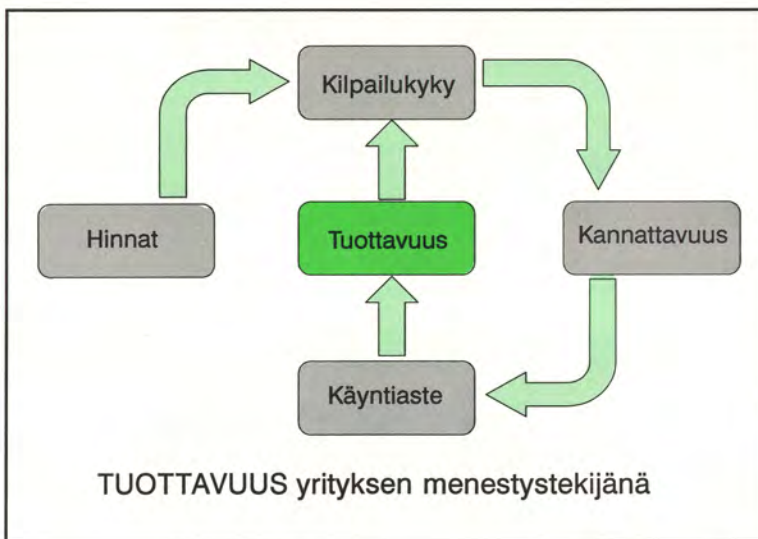 Kilpailukyky
Hinnat
Tuottavuus
Kannattavuus
Käyntiaste
TUOTTAVUUS yrityksen menestystekijänä